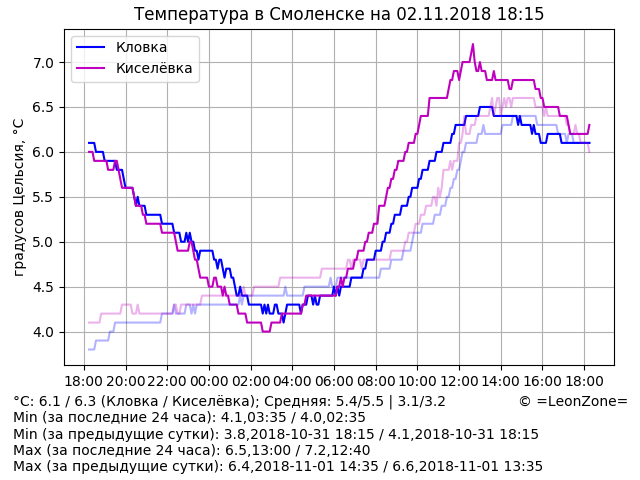 Температура в Смоленске на 02.11.2018 18:15
Кловка
Киселёвка
градусов Цельсия, °C
7.0
6.5
6.0
5.5
5.0
4.5
4.0
18:00 20:00 22:00 00:00 02:00 04:00 06:00 08:00 10:00 12:00 14:00 16:00 18:00
°C: 6.1 / 6.3 (Кловка / Киселёвка); Средняя: 5.4/5.5 | 3.1/3.2 © =LeonZone=
Min (за последние 24 часа): 4.1,03:35 / 4.0,02:35
Min (за предыдущие сутки): 3.8,2018-10-31 18:15 / 4.1,2018-10-31 18:15
Max (за последние 24 часа): 6.5,13:00 / 7.2,12:40
Max (за предыдущие сутки): 6.4,2018-11-01 14:35 / 6.6,2018-11-01 13:35